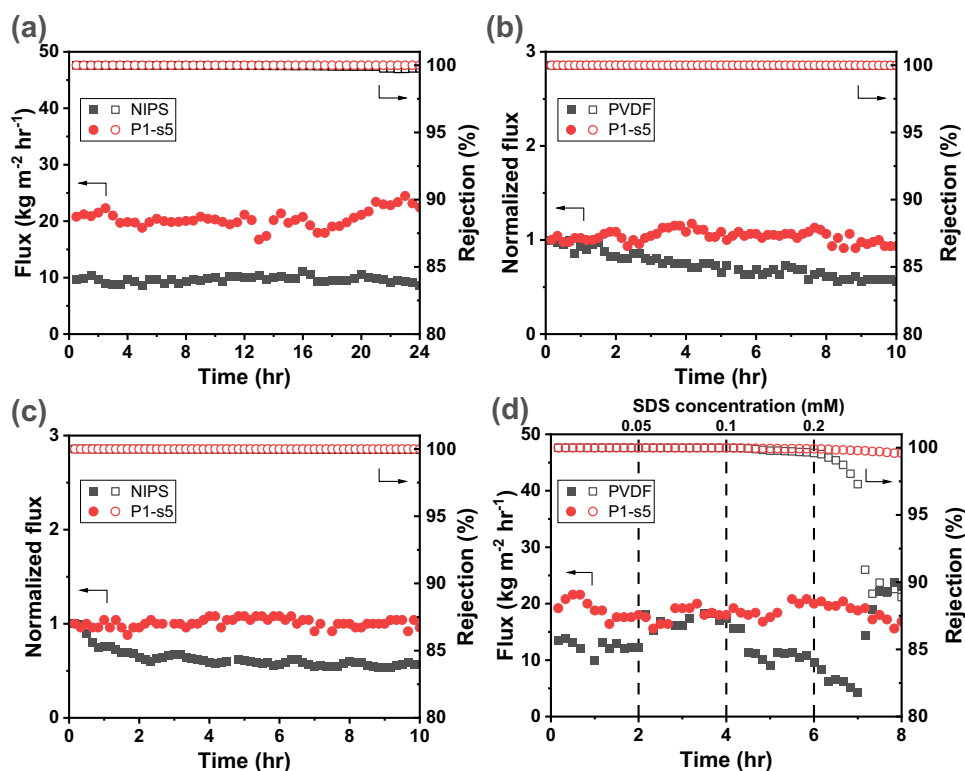 (a)
50
40
30
20
10
0
Flux (kg m⁻² hr⁻¹)
NIPS
P1-s5
100
95
90
85
80
Rejection (%)
0 4 8 12 16 20 24
Time (hr)
(b)
3
2
1
0
Normalized flux
PVDF
P1-s5
100
95
90
85
80
Rejection (%)
0 2 4 6 8 10
Time (hr)
(c)
3
2
1
0
Normalized flux
NIPS
P1-s5
100
95
90
85
80
Rejection (%)
0 2 4 6 8 10
Time (hr)
(d)
SDS concentration (mM)
0.05 0.1 0.2
50
40
30
20
10
0
Flux (kg m⁻² hr⁻¹)
PVDF
P1-s5
100
95
90
85
80
Rejection (%)
0 2 4 6 8
Time (hr)